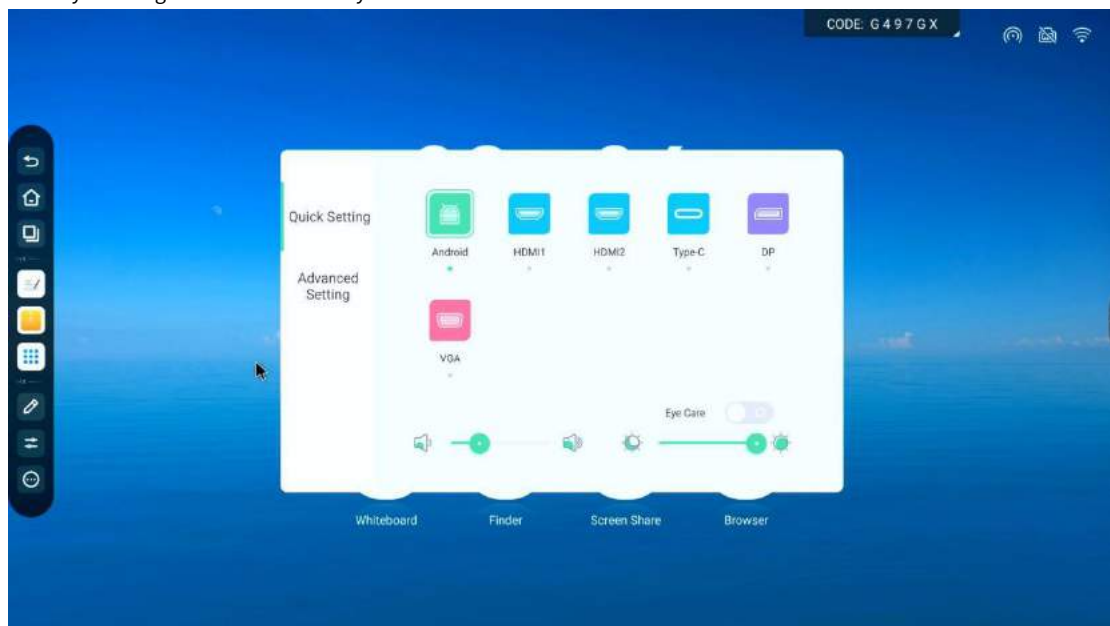 CODE: G497GX
Quick Setting
Advanced
Setting
Android
HDMI1
HDMI2
Type-C
DP
VGA
Eye Care
Whiteboard
Finder
Screen Share
Browser